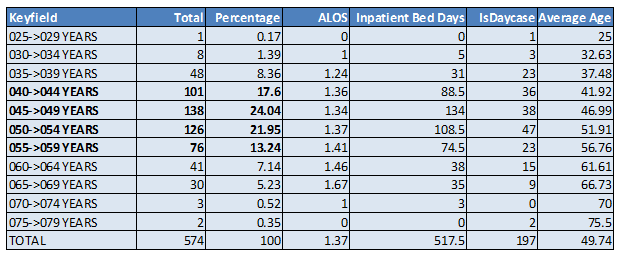 Keyfield Total Percentage ALOS Inpatient Bed Days IsDaycase Average Age
025->029 YEARS 1 0.17 0 0 1 25
030->034 YEARS 8 1.39 1 5 3 32.63
035->039 YEARS 48 8.36 1.24 31 23 37.48
040->044 YEARS 101 17.6 1.36 88.5 36 41.92
045->049 YEARS 138 24.04 1.34 134 38 46.99
050->054 YEARS 126 21.95 1.37 108.5 47 51.91
055->059 YEARS 76 13.24 1.41 74.5 23 56.76
060->064 YEARS 41 7.14 1.46 38 15 61.61
065->069 YEARS 30 5.23 1.67 35 9 66.73
070->074 YEARS 3 0.52 1 3 0 70
075->079 YEARS 2 0.35 0 0 2 75.5
TOTAL 574 100 1.37 517.5 197 49.74